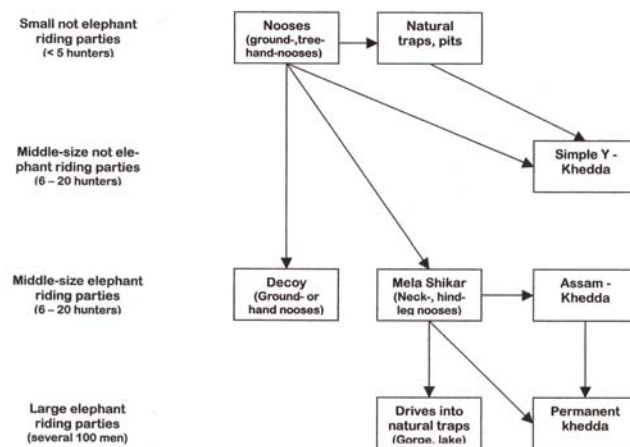 Small not elephant
riding parties
(< 5 hunters)
Nooses
(ground-,tree-
hand-nooses)
Natural
traps, pits
Middle-size not ele-
phant riding parties
(6 – 20 hunters)
Simple Y -
Khedda
Middle-size elephant
riding parties
(6 – 20 hunters)
Decoy
(Ground- or
hand nooses)
Mela Shikar
(Neck-, hind-
leg nooses)
Assam -
Khedda
Large elephant
riding parties
(several 100 men)
Drives into
natural traps
(Gorge, lake)
Permanent
khedda